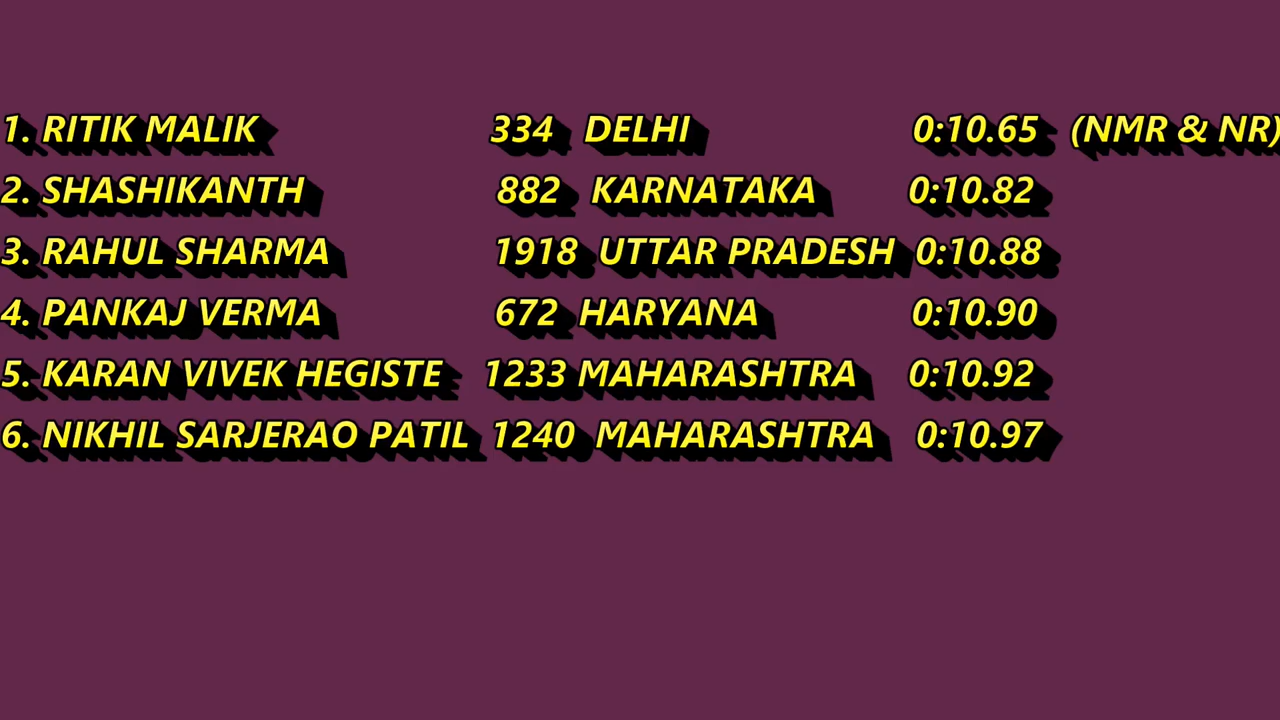 1. RITIK MALIK 334 DELHI 0:10.65 (NMR & NR)
2. SHASHIKANTH 882 KARNATAKA 0:10.82
3. RAHUL SHARMA 1918 UTTAR PRADESH 0:10.88
4. PANKAJ VERMA 672 HARYANA 0:10.90
5. KARAN VIVEK HEGISTE 1233 MAHARASHTRA 0:10.92
6. NIKHIL SARJERAO PATIL 1240 MAHARASHTRA 0:10.97